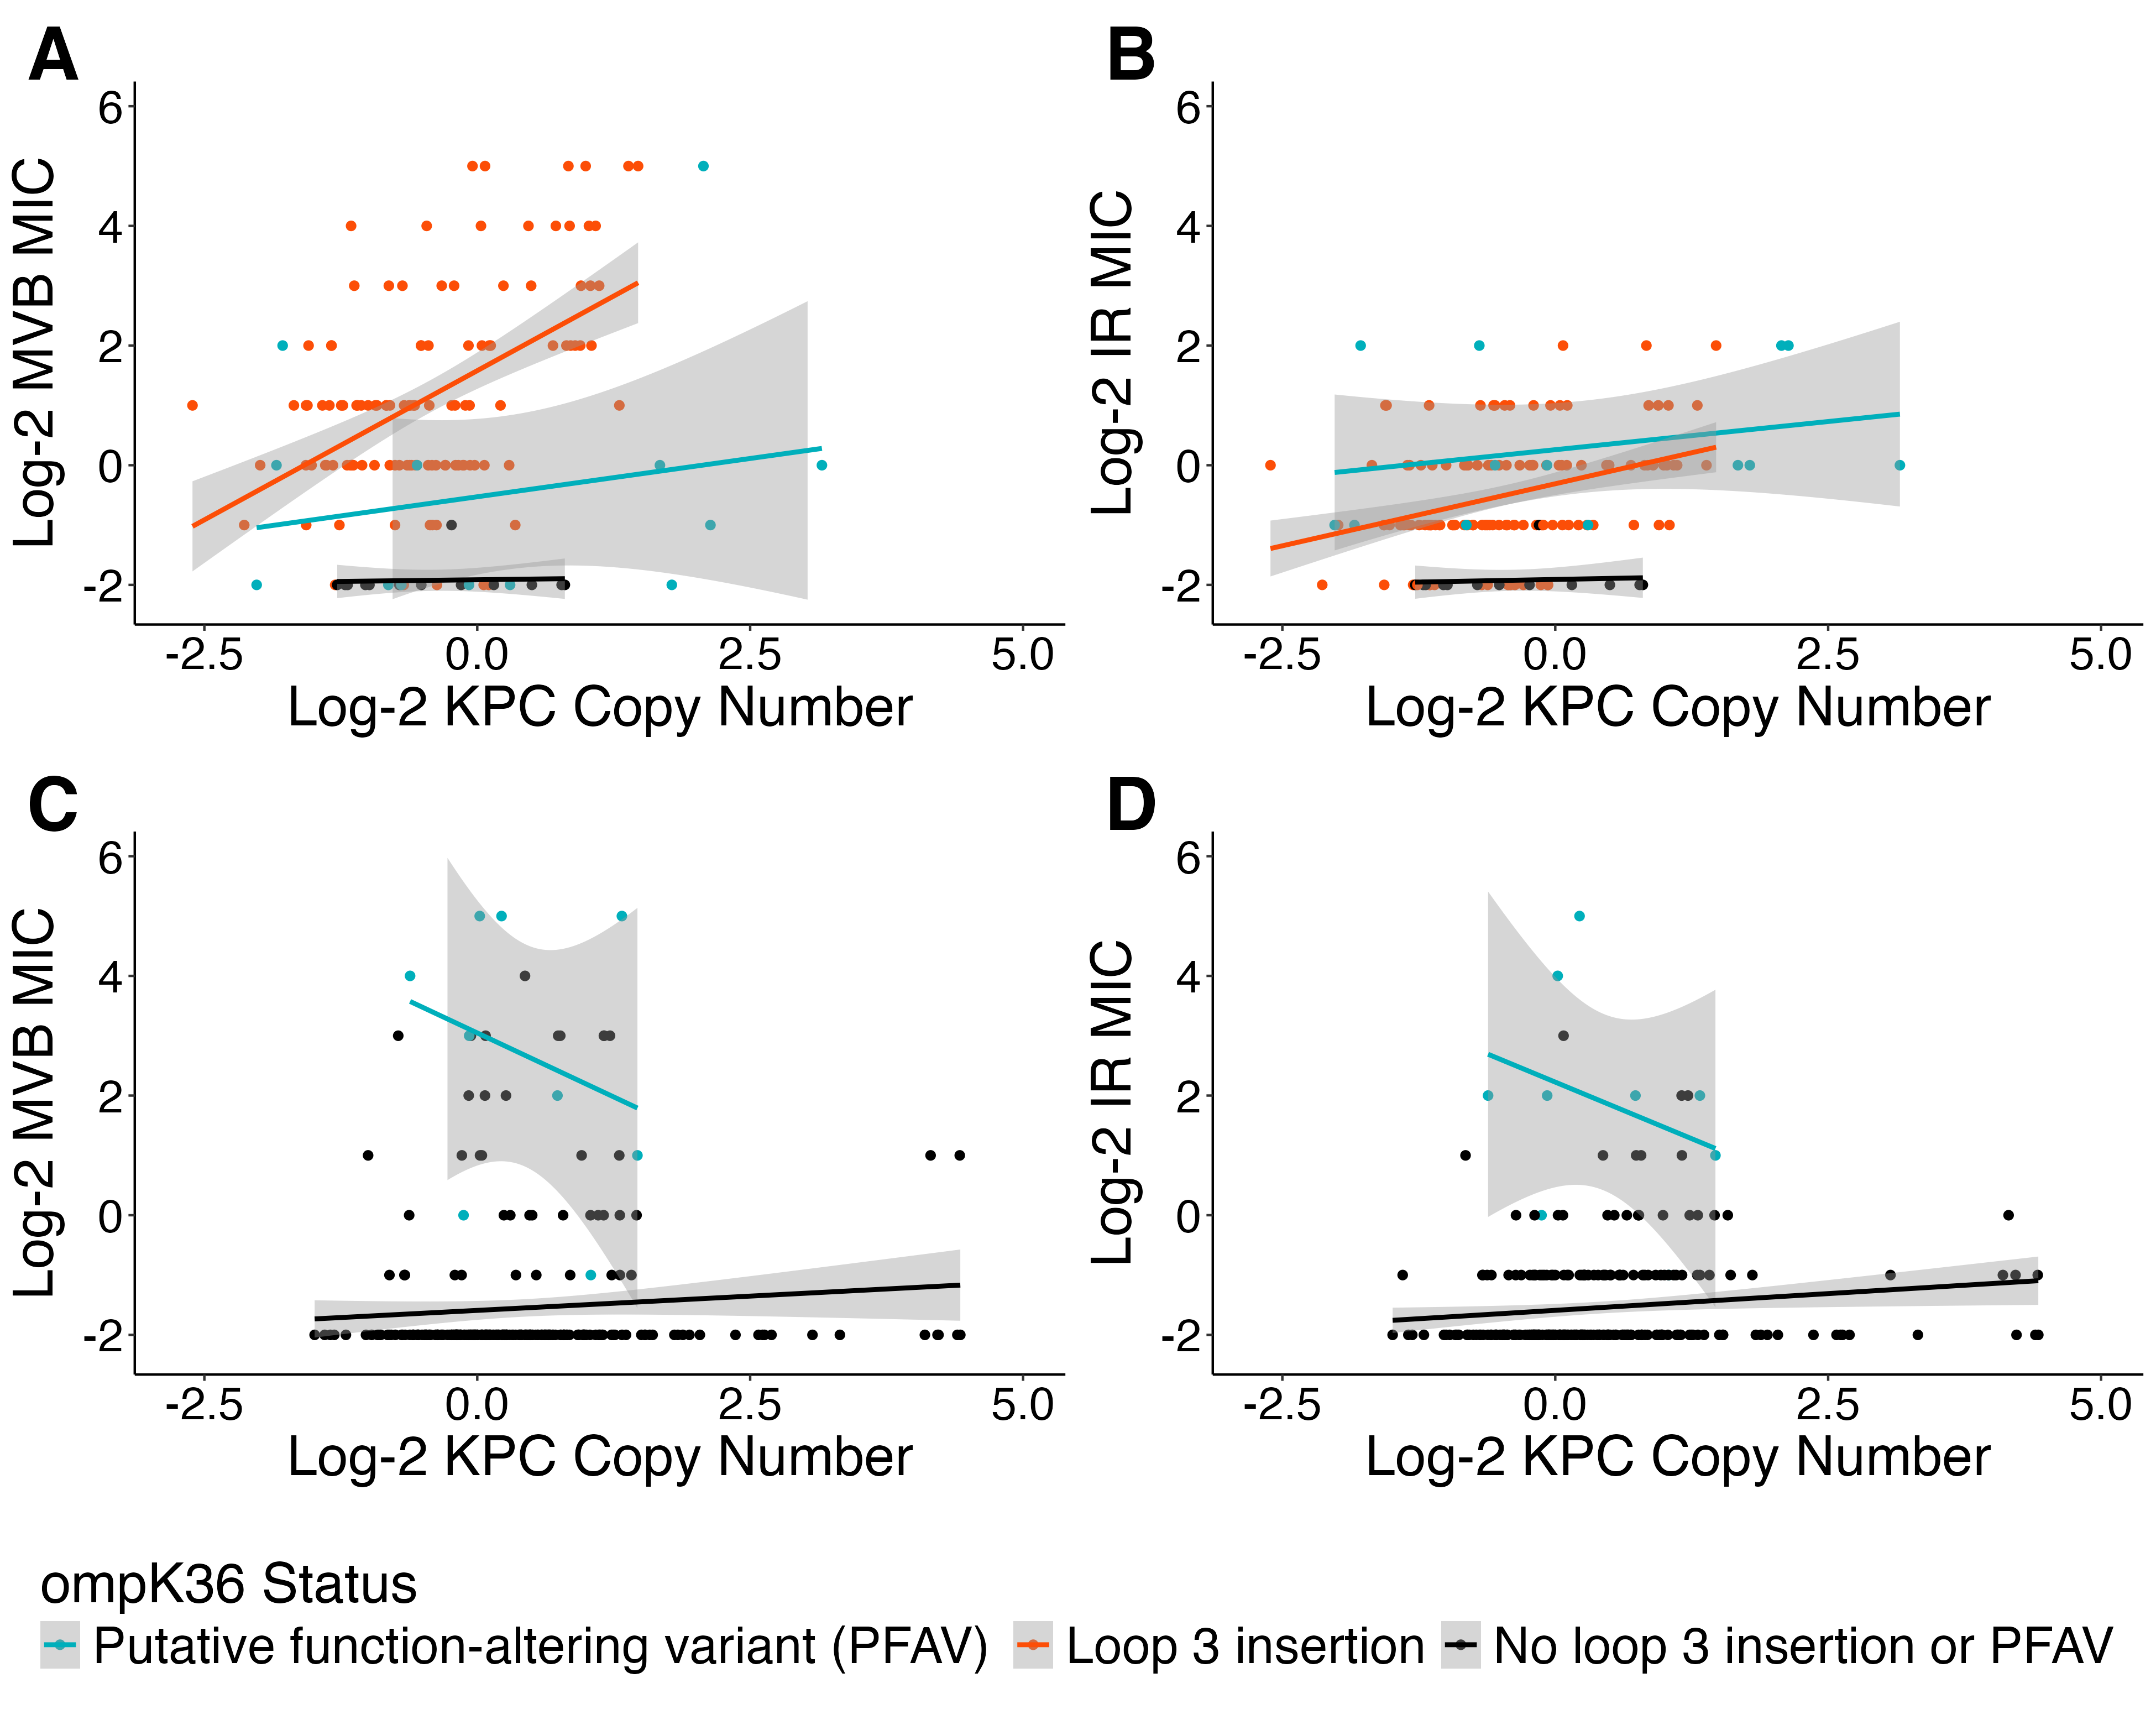 A
Log-2 MVB MIC
6
4
2
0
-2
-2.5 0.0 2.5 5.0
Log-2 KPC Copy Number
B
Log-2 IR MIC
6
4
2
0
-2
-2.5 0.0 2.5 5.0
Log-2 KPC Copy Number
C
Log-2 MVB MIC
6
4
2
0
-2
-2.5 0.0 2.5 5.0
Log-2 KPC Copy Number
D
Log-2 IR MIC
6
4
2
0
-2
-2.5 0.0 2.5 5.0
Log-2 KPC Copy Number
ompK36 Status
Putative function-altering variant (PFAV) Loop 3 insertion No loop 3 insertion or PFAV